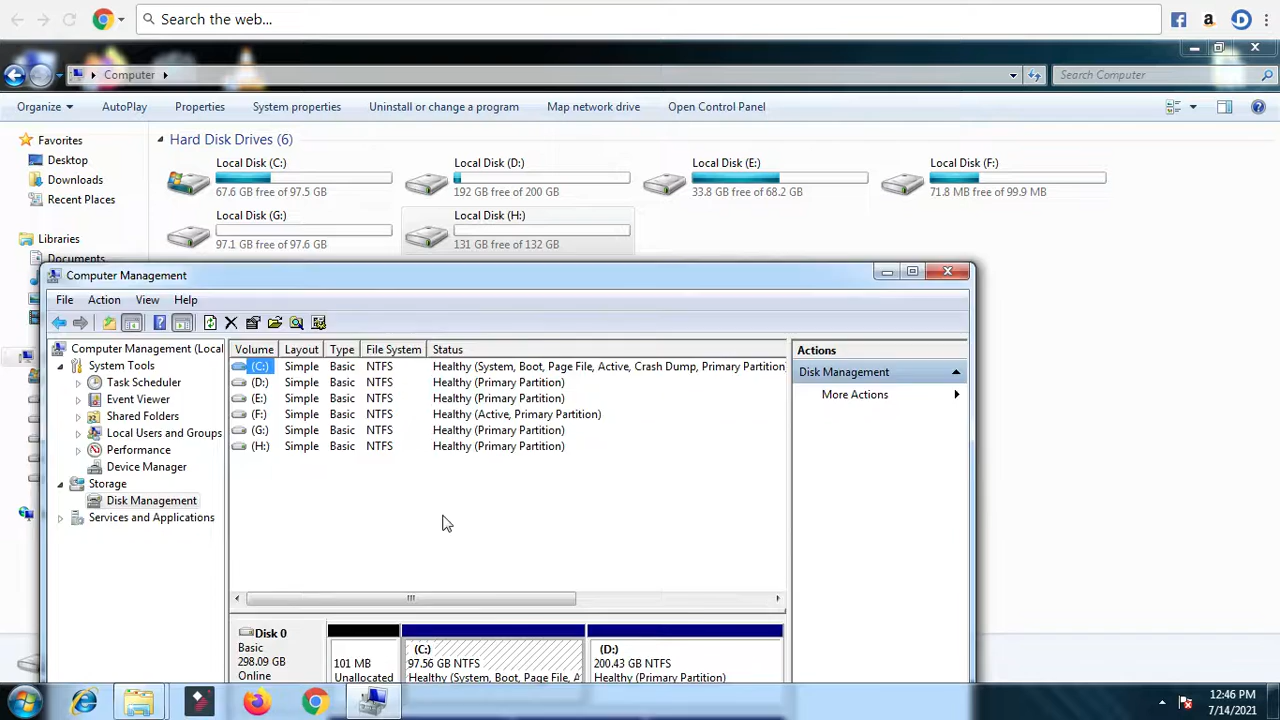 Search the web...
Computer
Search Computer
Organize AutoPlay Properties System properties Uninstall or change a program Map network drive Open Control Panel
Favorites
Desktop
Downloads
Recent Places
Libraries
Documents
Hard Disk Drives (6)
Local Disk (C:)
67.6 GB free of 97.5 GB
Local Disk (D:)
192 GB free of 200 GB
Local Disk (E:)
33.8 GB free of 68.2 GB
Local Disk (F:)
71.8 MB free of 99.9 MB
Local Disk (G:)
97.1 GB free of 97.6 GB
Local Disk (H:)
131 GB free of 132 GB
Computer Management
File Action View Help
Computer Management (Local
System Tools
Task Scheduler
Event Viewer
Shared Folders
Local Users and Groups
Performance
Device Manager
Storage
Disk Management
Services and Applications
Volume Layout Type File System Status
(C:) Simple Basic NTFS Healthy (System, Boot, Page File, Active, Crash Dump, Primary Partition
(D:) Simple Basic NTFS Healthy (Primary Partition)
(E:) Simple Basic NTFS Healthy (Primary Partition)
(F:) Simple Basic NTFS Healthy (Active, Primary Partition)
(G:) Simple Basic NTFS Healthy (Primary Partition)
(H:) Simple Basic NTFS Healthy (Primary Partition)
Actions
Disk Management
More Actions
Disk 0
Basic
298.09 GB
Online
101 MB
Unallocated
(C:)
97.56 GB NTFS
Healthy (System, Boot, Page File, A
(D:)
200.43 GB NTFS
Healthy (Primary Partition)
12:46 PM
7/14/2021